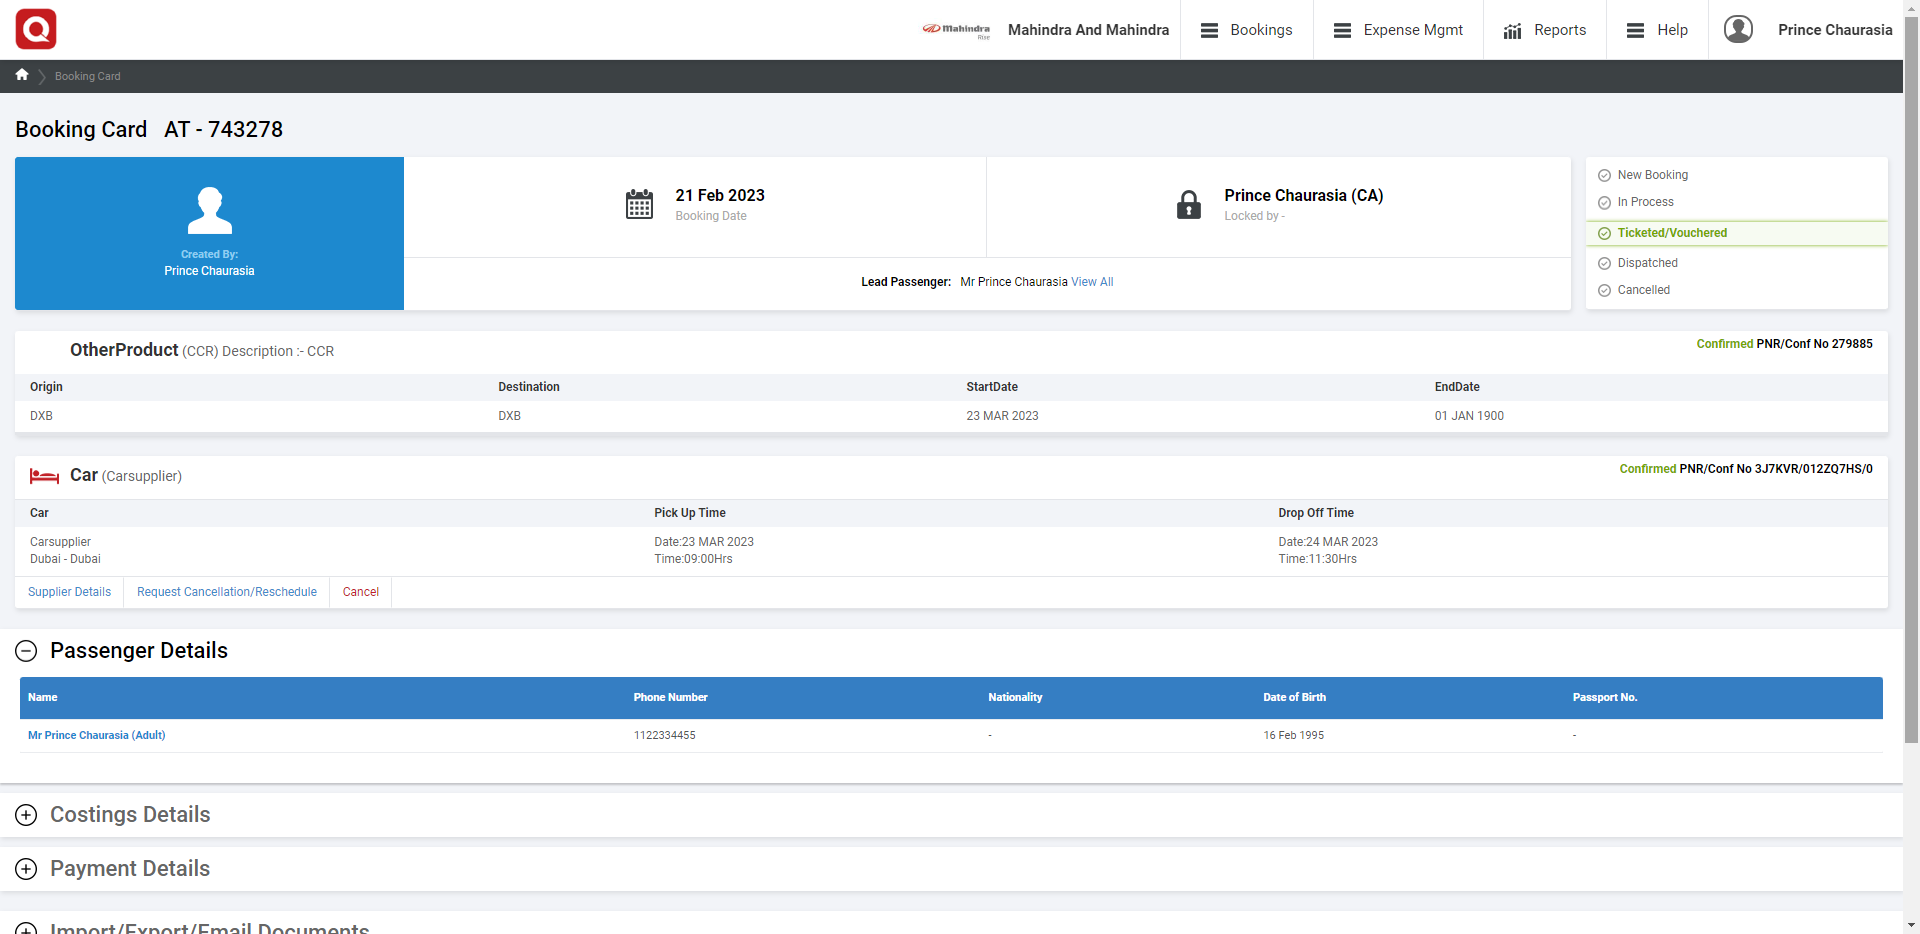 Q
Mahindra
Rise
Mahindra And Mahindra
Bookings
Expense Mgmt
Reports
Help
Prince Chaurasia
Booking Card
Booking Card AT - 743278
Created By:
Prince Chaurasia
21 Feb 2023
Booking Date
Prince Chaurasia (CA)
Locked by -
Lead Passenger: Mr Prince Chaurasia View All
New Booking
In Process
Ticketed/Vouchered
Dispatched
Cancelled
OtherProduct (CCR) Description :- CCR
Confirmed PNR/Conf No 279885
Origin Destination StartDate EndDate
DXB DXB 23 MAR 2023 01 JAN 1900
Car (Carsupplier)
Confirmed PNR/Conf No 3J7KVR/012ZQ7HS/0
Car Pick Up Time Drop Off Time
Carsupplier Date:23 MAR 2023 Date:24 MAR 2023
Dubai - Dubai Time:09:00Hrs Time:11:30Hrs
Supplier Details Request Cancellation/Reschedule Cancel
Passenger Details
Name Phone Number Nationality Date of Birth Passport No.
Mr Prince Chaurasia (Adult) 1122334455 - 16 Feb 1995 -
Costings Details
Payment Details
Import/Export/Email Documents